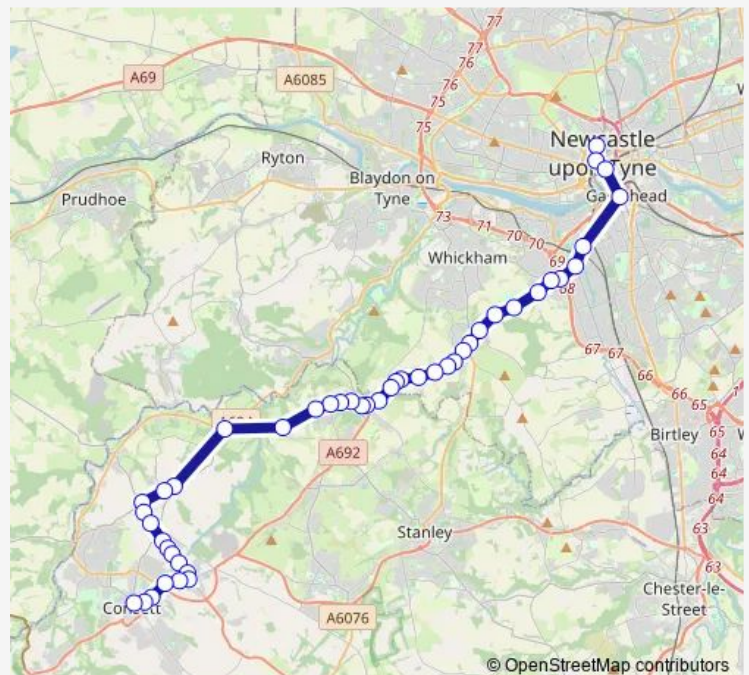 77
77
76
A69
A6085
76
75
Newcastle
upon Tyne
75
Ryton
Blaydon on
Tyne
Prudhoe
73
71
70
70
Whickham
69
68
67
67
66
66
65
A692
Birtley
65
64
64
64
Stanley
63
63
Chester-le-
Street
Consett
A6076
© OpenStreetMap contributors